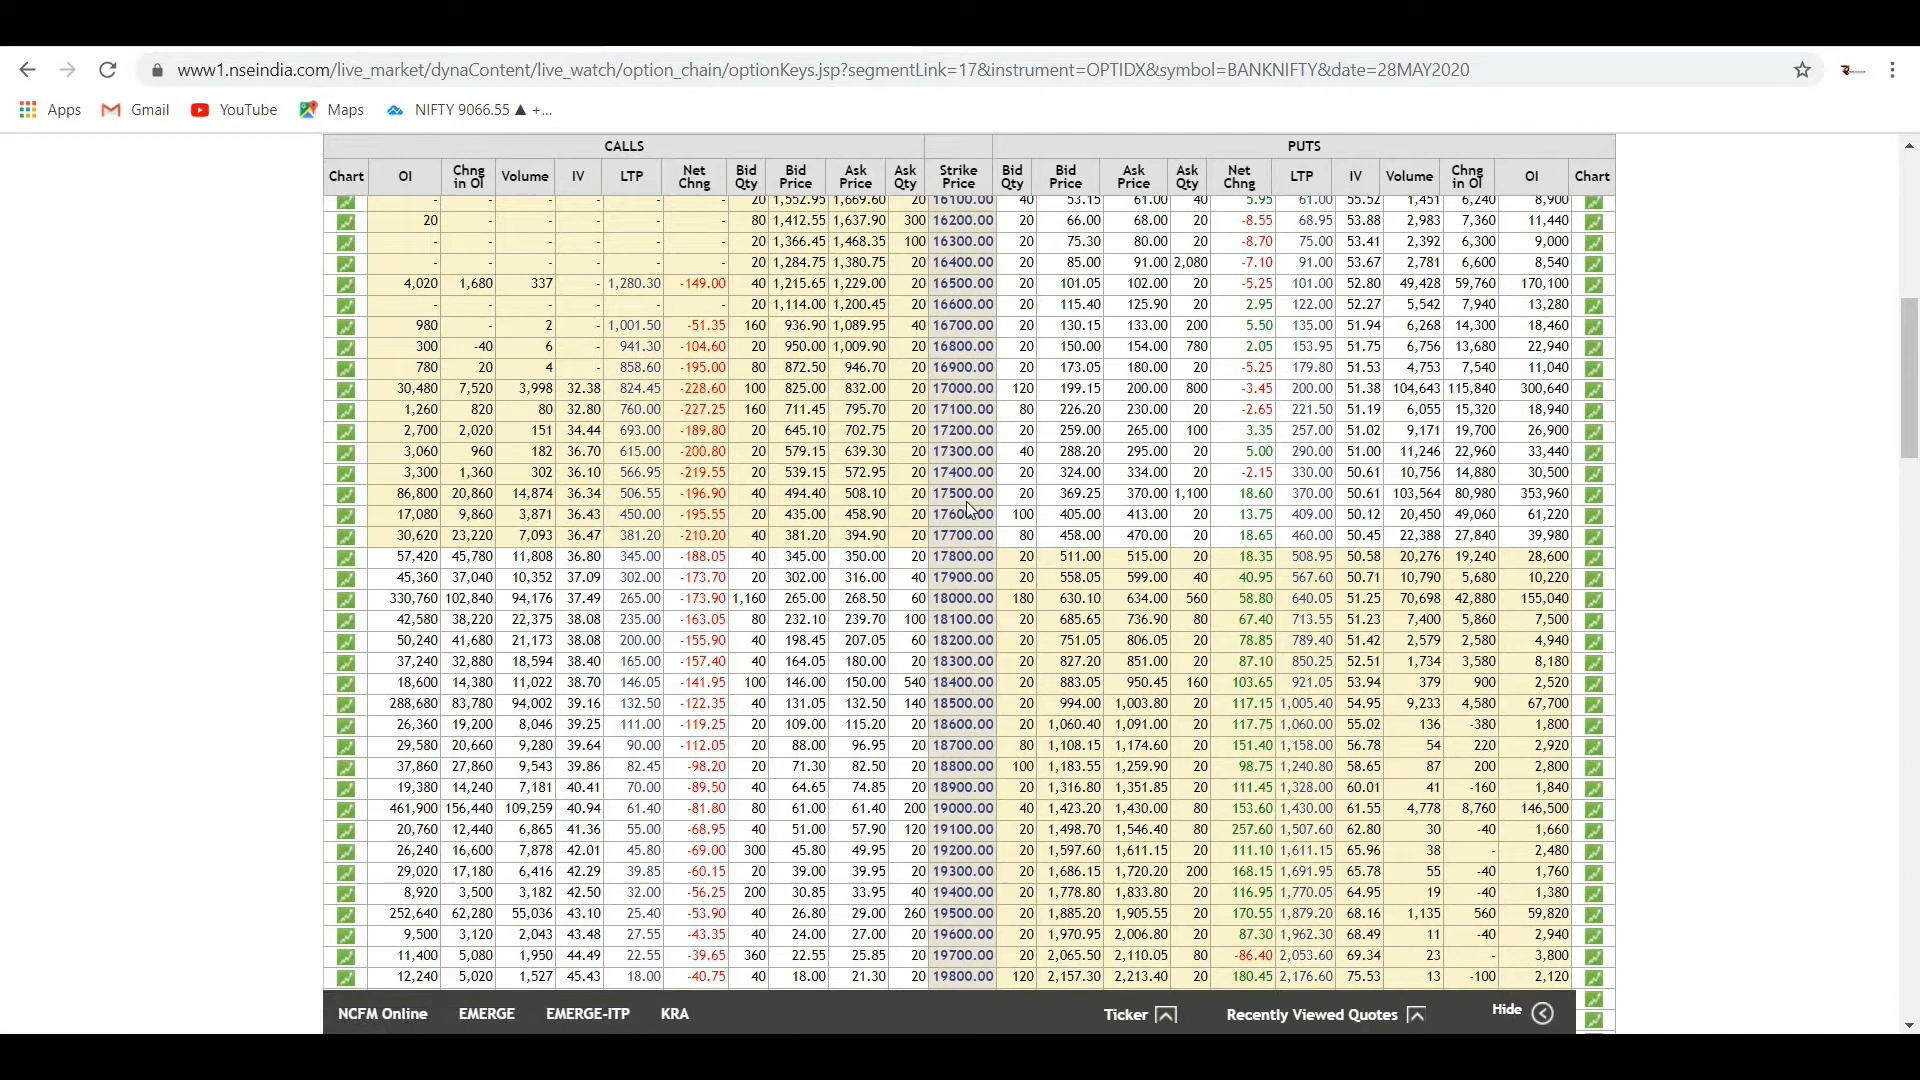 www1.nseindia.com/live_market/dynaContent/live_watch/option_chain/optionKeys.jsp?segmentLink=17&instrument=OPTIDX&symbol=BANKNIFTY&date=28MAY2020
Apps Gmail YouTube Maps NIFTY 9066.55 ▲ +...
CALLS PUTS
Chart OI Chng in OI Volume IV LTP Net Chng Bid Qty Bid Price Ask Price Ask Qty Strike Price Bid Qty Bid Price Ask Price Ask Qty Net Chng LTP IV Volume Chng in OI OI Chart
- - - - - - 20 1,552.95 1,669.60 20 16100.00 40 53.15 61.00 40 5.95 61.00 55.52 1,451 6,240 8,900
20 - - - - - 80 1,412.55 1,637.90 300 16200.00 20 66.00 68.00 20 -8.55 68.95 53.88 2,983 7,360 11,440
- - - - - - 20 1,366.45 1,468.35 100 16300.00 20 75.30 80.00 20 -8.70 75.00 53.41 2,392 6,300 9,000
- - - - - - 20 1,284.75 1,380.75 20 16400.00 20 85.00 91.00 2,080 -7.10 91.00 53.67 2,781 6,600 8,540
4,020 1,680 337 - 1,280.30 -149.00 40 1,215.65 1,229.00 20 16500.00 20 101.05 102.00 20 -5.25 101.00 52.80 49,428 59,760 170,100
- - - - - - 20 1,114.00 1,200.45 20 16600.00 20 115.40 125.90 20 2.95 122.00 52.27 5,542 7,940 13,280
980 - 2 - 1,001.50 -51.35 160 936.90 1,089.95 40 16700.00 20 130.15 133.00 200 5.50 135.00 51.94 6,268 14,300 18,460
300 -40 6 - 941.30 -104.60 20 950.00 1,009.90 20 16800.00 20 150.00 154.00 780 2.05 153.95 51.75 6,756 13,680 22,940
780 20 4 - 858.60 -195.00 80 872.50 946.70 20 16900.00 20 173.05 180.00 20 -5.25 179.80 51.53 4,753 7,540 11,040
30,480 7,520 3,998 32.38 824.45 -228.60 100 825.00 832.00 20 17000.00 120 199.15 200.00 800 -3.45 200.00 51.38 104,643 115,840 300,640
1,260 820 80 32.80 760.00 -227.25 160 711.45 795.70 20 17100.00 80 226.20 230.00 20 -2.65 221.50 51.19 6,055 15,320 18,940
2,700 2,020 151 34.44 693.00 -189.80 20 645.10 702.75 20 17200.00 20 259.00 265.00 100 3.35 257.00 51.02 9,171 19,700 26,900
3,060 960 182 36.70 615.00 -200.80 20 579.15 639.30 20 17300.00 40 288.20 295.00 20 5.00 290.00 51.00 11,246 22,960 33,440
3,300 1,360 302 36.10 566.95 -219.55 20 539.15 572.95 20 17400.00 20 324.00 334.00 20 -2.15 330.00 50.61 10,756 14,880 30,500
86,800 20,860 14,874 36.34 506.55 -196.90 40 494.40 508.10 20 17500.00 20 369.25 370.00 1,100 18.60 370.00 50.61 103,564 80,980 353,960
17,080 9,860 3,871 36.43 450.00 -195.55 20 435.00 458.90 20 17600.00 100 405.00 413.00 20 13.75 409.00 50.12 20,450 49,060 61,220
30,620 23,220 7,093 36.47 381.20 -210.20 40 381.20 394.90 20 17700.00 80 458.00 470.00 20 18.65 460.00 50.45 22,388 27,840 39,980
57,420 45,780 11,808 36.80 345.00 -188.05 40 345.00 350.00 20 17800.00 20 511.00 515.00 20 18.35 508.95 50.58 20,276 19,240 28,600
45,360 37,040 10,352 37.09 302.00 -173.70 20 302.00 316.00 40 17900.00 20 558.05 599.00 40 40.95 567.60 50.71 10,790 5,680 10,220
330,760 102,840 94,176 37.49 265.00 -173.90 1,160 265.00 268.50 60 18000.00 180 630.10 634.00 560 58.80 640.05 51.25 70,698 42,880 155,040
42,580 38,220 22,375 38.08 235.00 -163.05 80 232.10 239.70 100 18100.00 20 685.65 736.90 80 67.40 713.55 51.23 7,400 5,860 7,500
50,240 41,680 21,173 38.08 200.00 -155.90 40 198.45 207.05 60 18200.00 20 751.05 806.05 20 78.85 789.40 51.42 2,579 2,580 4,940
37,240 32,880 18,594 38.40 165.00 -157.40 40 164.05 180.00 20 18300.00 20 827.20 851.00 20 87.10 850.25 52.51 1,734 3,580 8,180
18,600 14,380 11,022 38.70 146.05 -141.95 100 146.00 150.00 540 18400.00 20 883.05 950.45 160 103.65 921.05 53.94 379 900 2,520
288,680 83,780 94,002 39.16 132.50 -122.35 40 131.05 132.50 140 18500.00 20 994.00 1,003.80 20 117.15 1,005.40 54.95 9,233 4,580 67,700
26,360 19,200 8,046 39.25 111.00 -119.25 20 109.00 115.20 20 18600.00 20 1,060.40 1,091.00 20 117.75 1,060.00 55.02 136 -380 1,800
29,580 20,660 9,280 39.64 90.00 -112.05 20 88.00 96.95 20 18700.00 80 1,108.15 1,174.60 20 151.40 1,158.00 56.78 54 220 2,920
37,860 27,860 9,543 39.86 82.45 -98.20 20 71.30 82.50 20 18800.00 100 1,183.55 1,259.90 20 98.75 1,240.80 58.65 87 200 2,800
19,380 14,240 7,181 40.41 70.00 -89.50 40 64.65 74.85 20 18900.00 20 1,316.80 1,351.85 20 111.45 1,328.00 60.01 41 -160 1,840
461,900 156,440 109,259 40.94 61.40 -81.80 80 61.00 61.40 200 19000.00 40 1,423.20 1,430.00 80 153.60 1,430.00 61.55 4,778 8,760 146,500
20,760 12,440 6,865 41.36 55.00 -68.95 40 51.00 57.90 120 19100.00 20 1,498.70 1,546.40 80 257.60 1,507.60 62.80 30 -40 1,660
26,240 16,600 7,878 42.01 45.80 -69.00 300 45.80 49.95 20 19200.00 20 1,597.60 1,611.15 20 111.10 1,611.15 65.96 38 - 2,480
29,020 17,180 6,416 42.29 39.85 -60.15 20 39.00 39.95 20 19300.00 20 1,686.15 1,720.20 200 168.15 1,691.95 65.78 55 -40 1,760
8,920 3,500 3,182 42.50 32.00 -56.25 200 30.85 33.95 40 19400.00 20 1,778.80 1,833.80 20 116.95 1,770.05 64.95 19 -40 1,380
252,640 62,280 55,036 43.10 25.40 -53.90 40 26.80 29.00 260 19500.00 20 1,885.20 1,905.55 20 170.55 1,879.20 68.16 1,135 560 59,820
9,500 3,120 2,043 43.48 27.55 -43.35 40 24.00 27.00 20 19600.00 20 1,970.95 2,006.80 20 87.30 1,962.30 68.49 11 -40 2,940
11,400 5,080 1,950 44.49 22.55 -39.65 360 22.55 25.85 20 19700.00 20 2,065.50 2,110.05 80 -86.40 2,053.60 69.34 23 - 3,800
12,240 5,020 1,527 45.43 18.00 -40.75 40 18.00 21.30 20 19800.00 120 2,157.30 2,213.40 20 180.45 2,176.60 75.53 13 -100 2,120
NCFM Online EMERGE EMERGE-ITP KRA Ticker Recently Viewed Quotes Hide